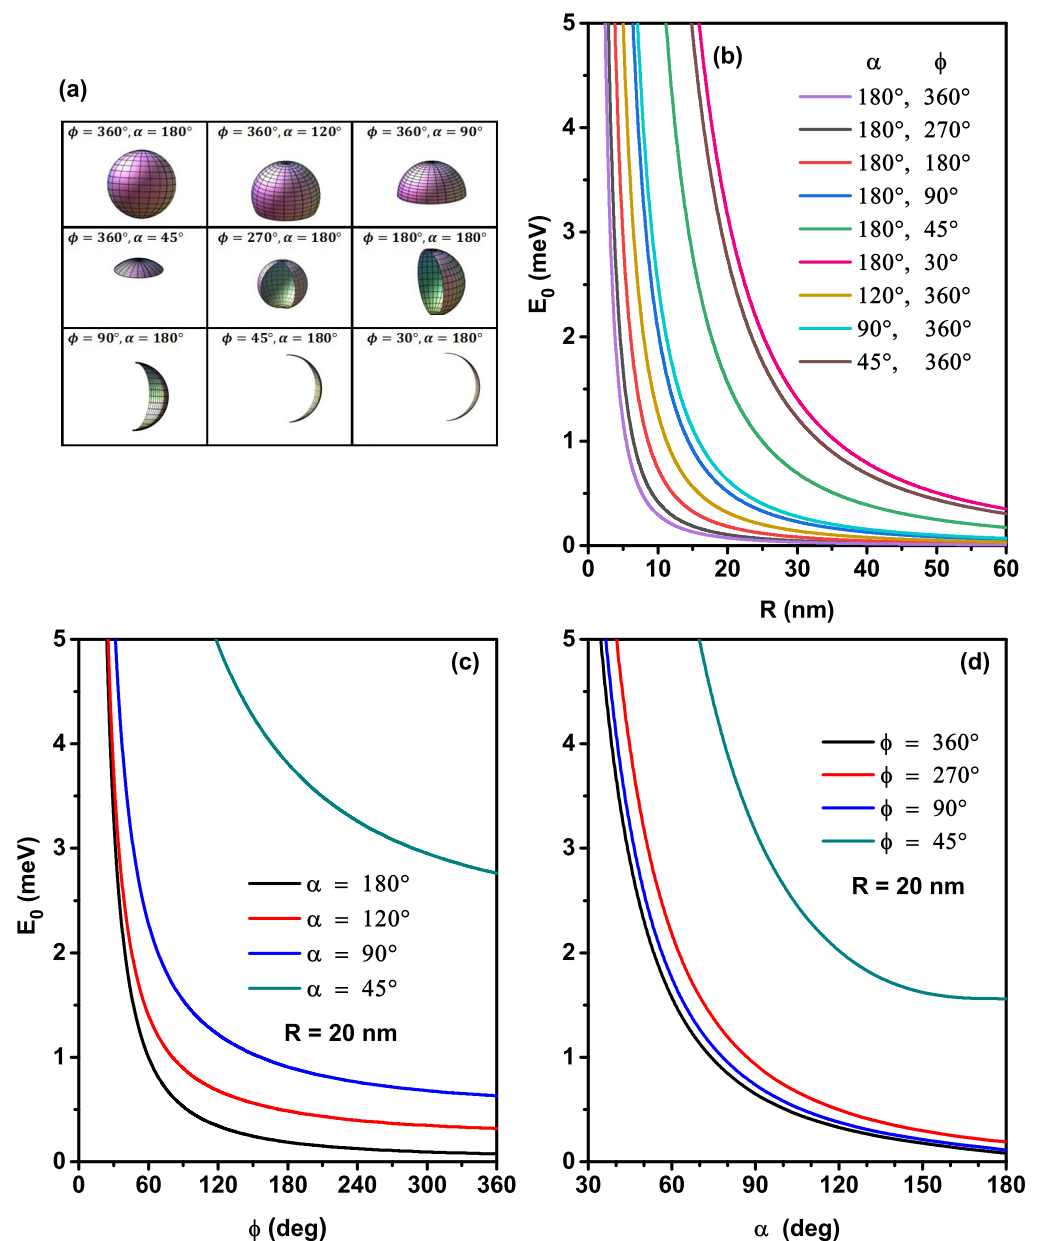 (a)
ϕ = 360°, α = 180°
ϕ = 360°, α = 120°
ϕ = 360°, α = 90°
ϕ = 360°, α = 45°
ϕ = 270°, α = 180°
ϕ = 180°, α = 180°
ϕ = 90°, α = 180°
ϕ = 45°, α = 180°
ϕ = 30°, α = 180°
(b)
α ϕ
180°, 360°
180°, 270°
180°, 180°
180°, 90°
180°, 45°
180°, 30°
120°, 360°
90°, 360°
45°, 360°
5
4
3
2
1
0
E₀ (meV)
0 10 20 30 40 50 60
R (nm)
(c)
α = 180°
α = 120°
α = 90°
α = 45°
R = 20 nm
5
4
3
2
1
0
E₀ (meV)
0 60 120 180 240 300 360
ϕ (deg)
(d)
ϕ = 360°
ϕ = 270°
ϕ = 90°
ϕ = 45°
R = 20 nm
5
4
3
2
1
0
30 60 90 120 150 180
α (deg)